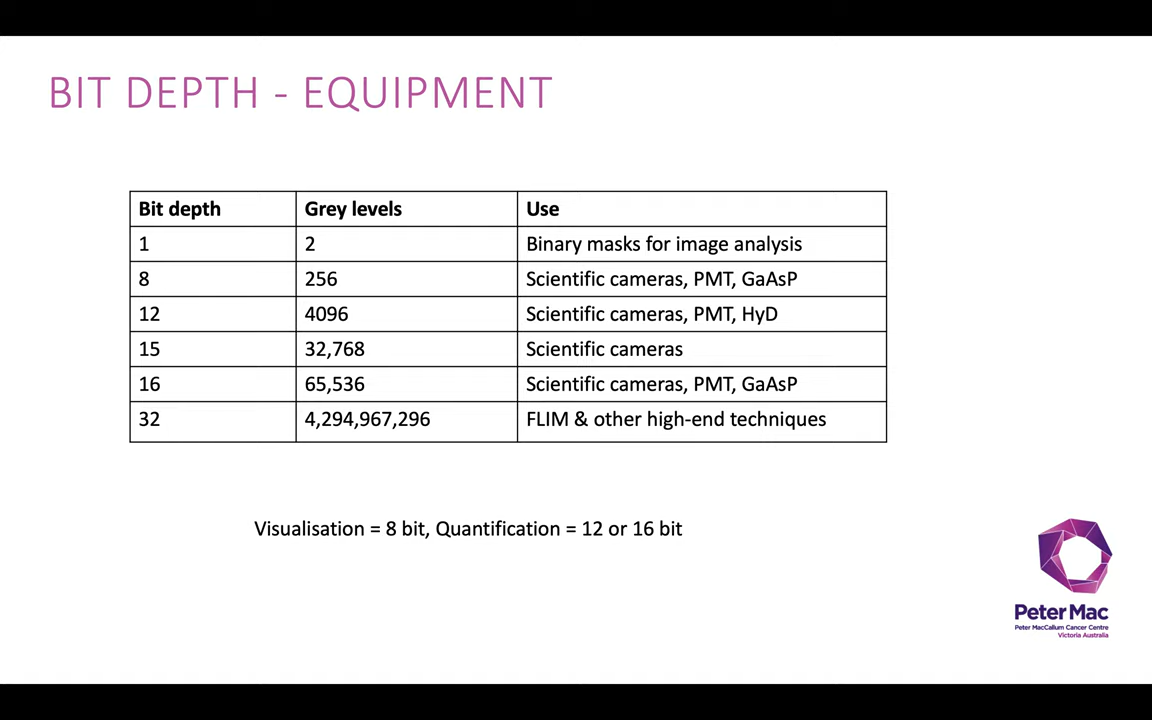 BIT DEPTH - EQUIPMENT
Bit depth Grey levels Use
1 2 Binary masks for image analysis
8 256 Scientific cameras, PMT, GaAsP
12 4096 Scientific cameras, PMT, HyD
15 32,768 Scientific cameras
16 65,536 Scientific cameras, PMT, GaAsP
32 4,294,967,296 FLIM & other high-end techniques
Visualisation = 8 bit, Quantification = 12 or 16 bit
Peter Mac
Peter MacCallum Cancer Centre
Victoria Australia